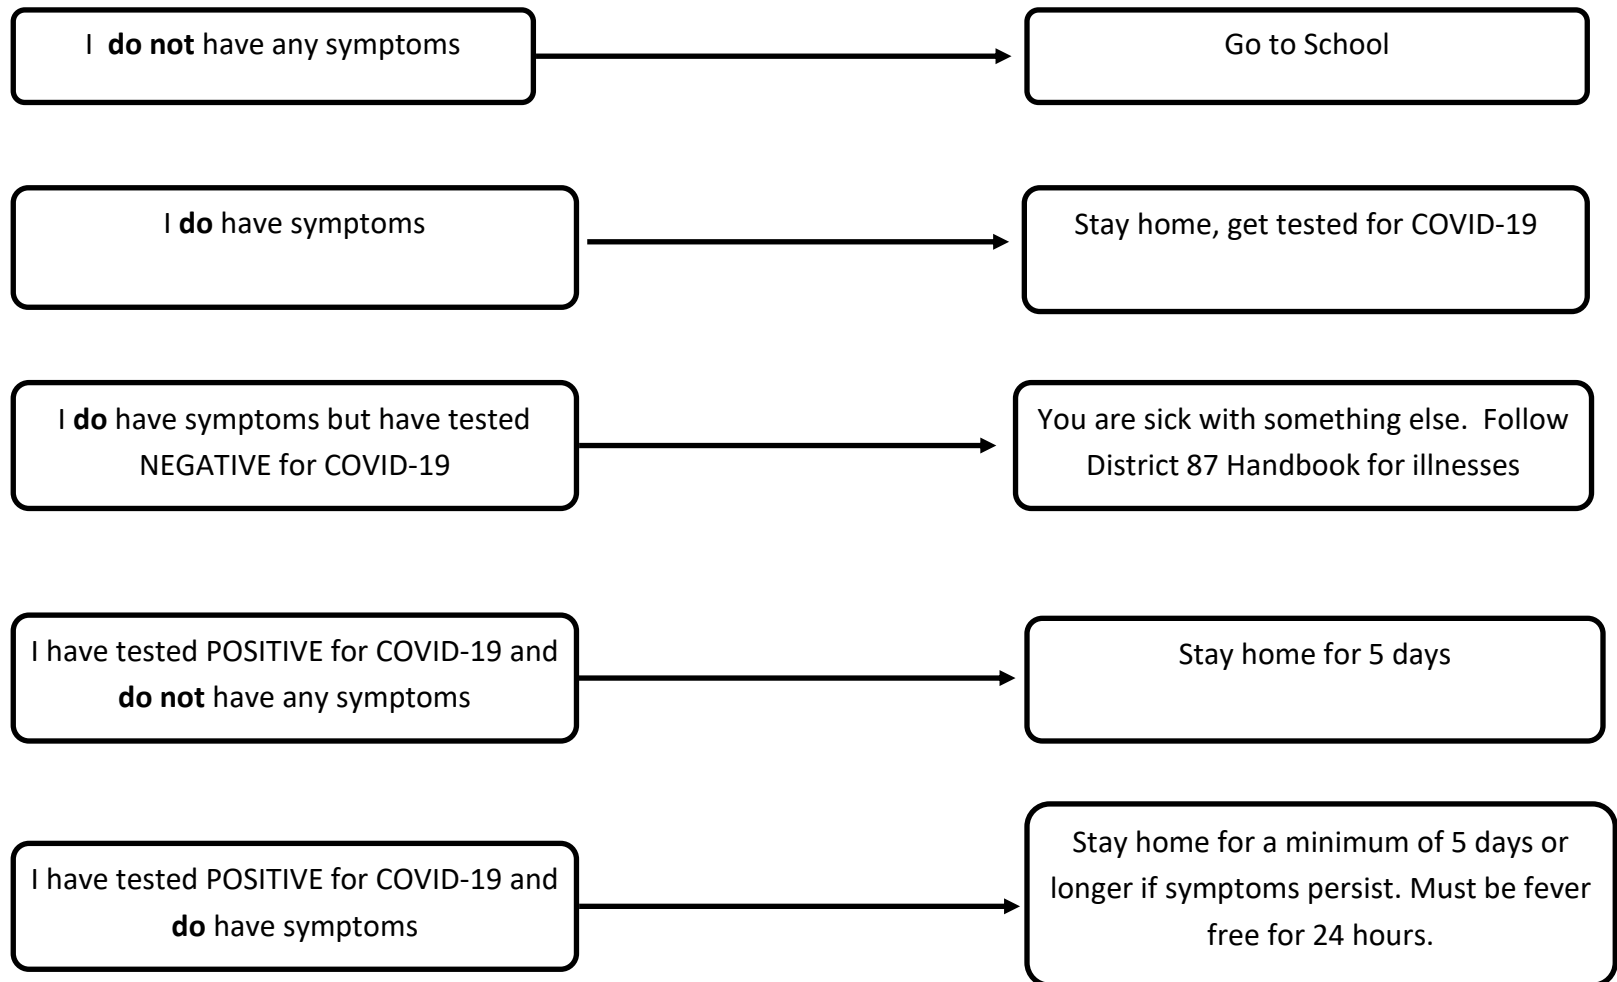 I do not have any symptoms
Go to School
I do have symptoms
Stay home, get tested for COVID-19
I do have symptoms but have tested
NEGATIVE for COVID-19
You are sick with something else.  Follow
District 87 Handbook for illnesses
I have tested POSITIVE for COVID-19 and
do not have any symptoms
Stay home for 5 days
I have tested POSITIVE for COVID-19 and
do have symptoms
Stay home for a minimum of 5 days or
longer if symptoms persist. Must be fever
free for 24 hours.